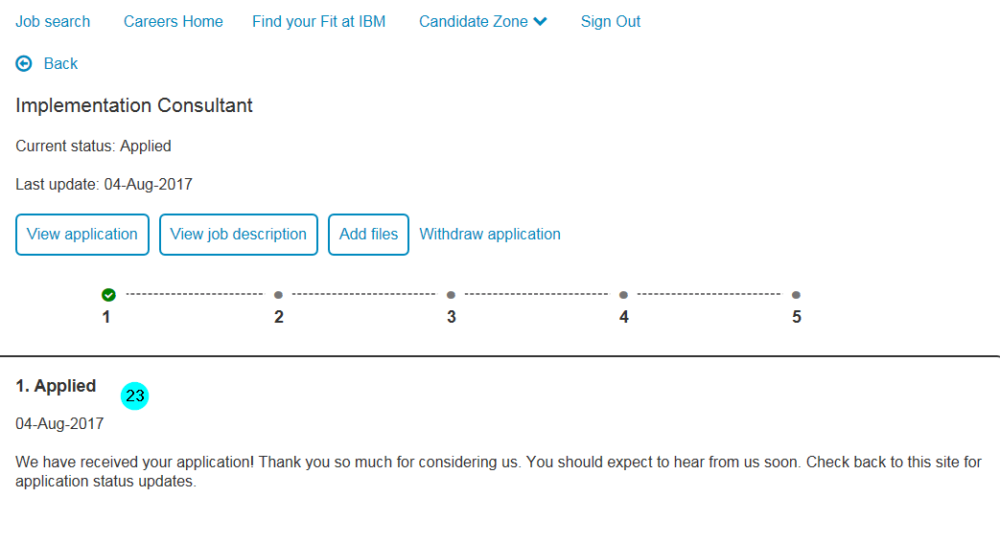 Job search Careers Home Find your Fit at IBM Candidate Zone Sign Out
Back
Implementation Consultant
Current status: Applied
Last update: 04-Aug-2017
View application View job description Add files Withdraw application
1 2 3 4 5
1. Applied 23
04-Aug-2017
We have received your application! Thank you so much for considering us. You should expect to hear from us soon. Check back to this site for
application status updates.